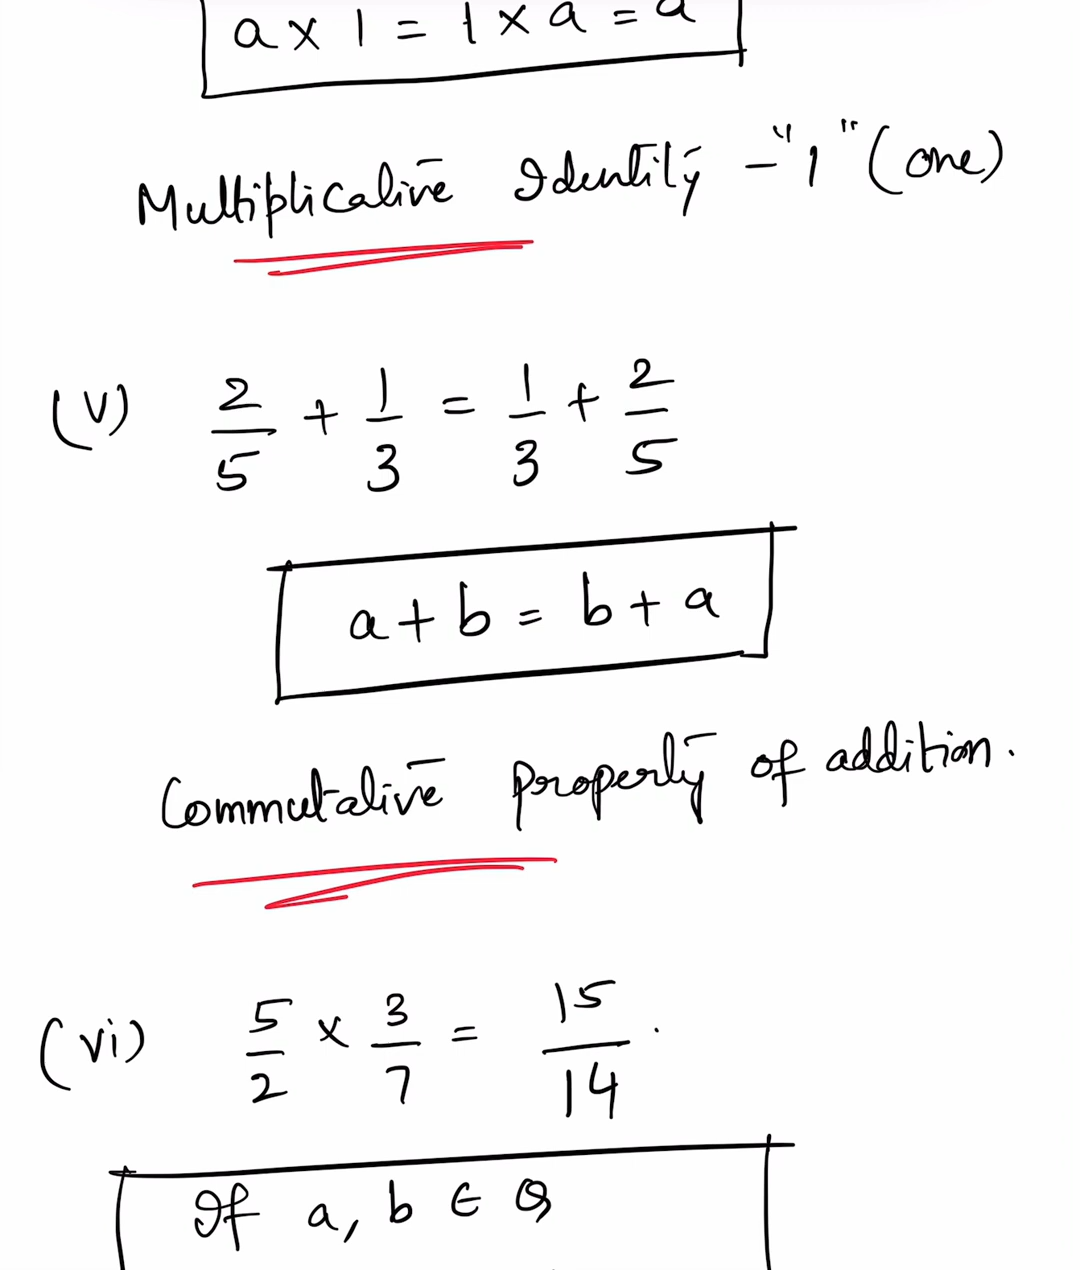 a × 1 = 1 × a = a
Multiplicative Identity - "1" (one)
(v) 2/5 + 1/3 = 1/3 + 2/5
a + b = b + a
Commutative property of addition.
(vi) 5/2 × 3/7 = 15/14.
If a, b ∈ Q